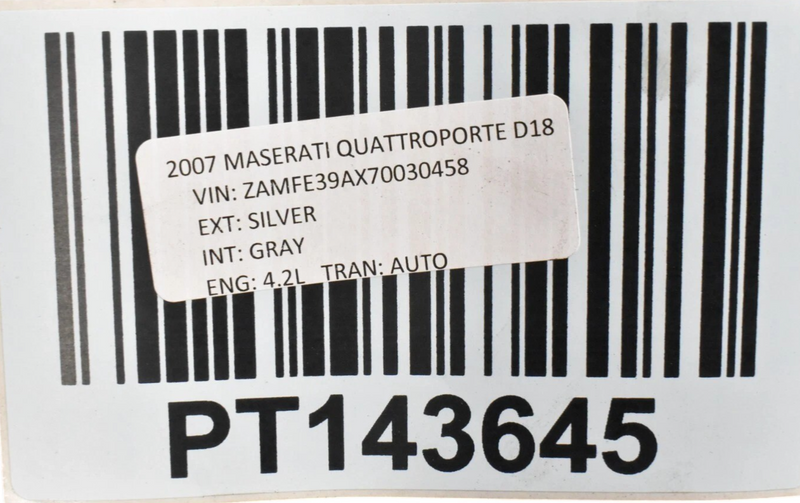 2007 MASERATI QUATTROPORTE D18
VIN: ZAMFE39AX70030458
EXT: SILVER
INT: GRAY
ENG: 4.2L TRAN: AUTO
PT143645